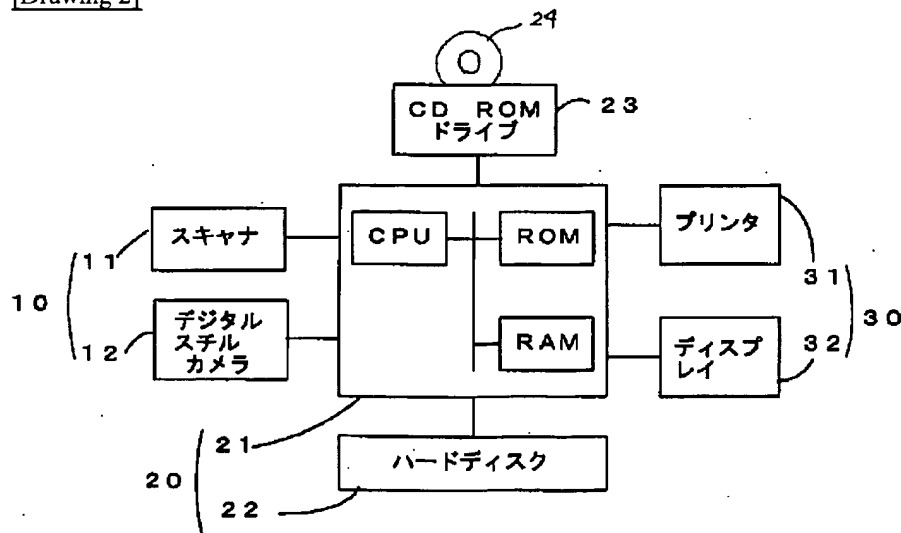 [Drawing 2]
24
CD ROM
ドライブ
23
CPU
ROM
RAM
スキャナ
11
デジタル
スチル
カメラ
12
10
プリンタ
31
ディスプ
レイ
32
30
21
ハードディスク
22
20